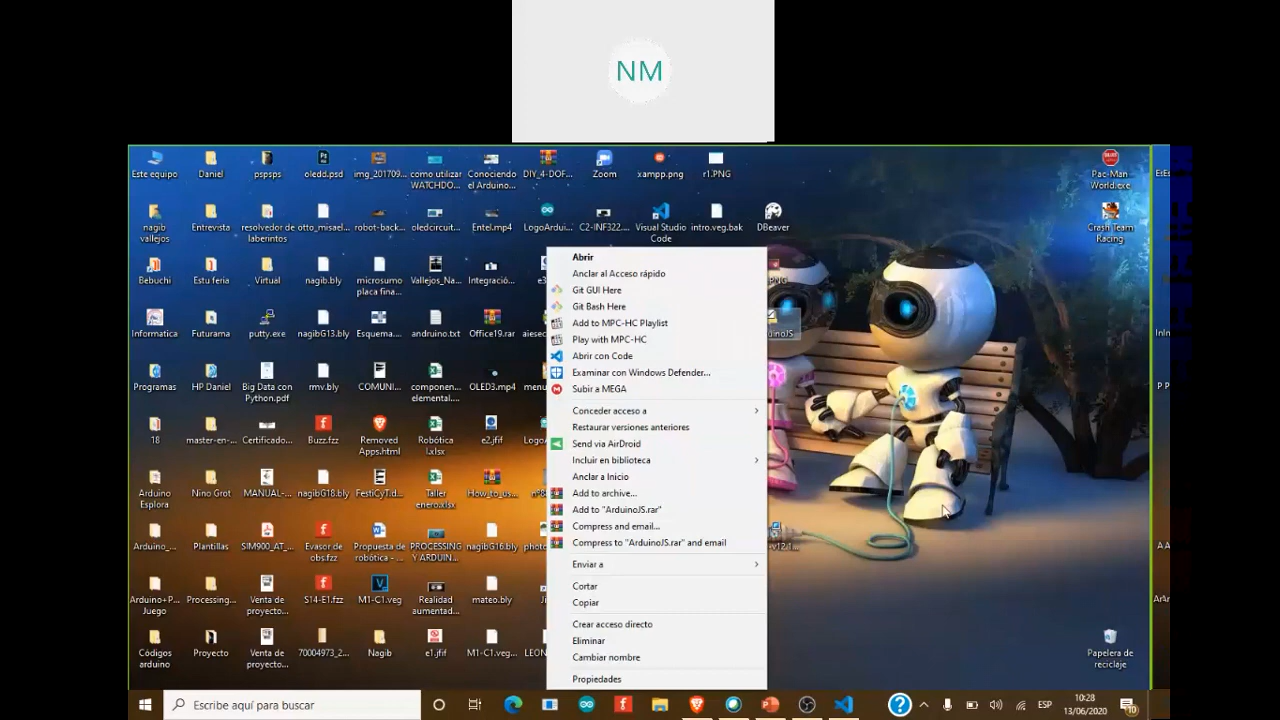 NM
Este equipo
Daniel
pspsps
oledd.psd
img_201709...
como utilizar
WATCHDO...
Conociendo
el Arduino...
DIY_4-DOF...
Zoom
xampp.png
r1.PNG
Pac-Man
World.exe
nagib
vallejos
Entrevista
resolvedor de
laberintos
otto_misael...
robot-back...
oledcircuit...
Entel.mp4
LogoArdui...
C2-INF322....
Visual Studio
Code
intro.veg.bak
DBeaver
Crash Team
Racing
Bebuchi
Estu feria
Virtual
nagib.bly
microsumo
placa fina...
Vallejos_Na...
Integració...
Informatica
Futurama
putty.exe
nagibG13.bly
Esquema....
andruino.txt
Office19.rar
Programas
HP Daniel
Big Data con
Python.pdf
rmv.bly
COMUNI...
component...
elemental....
OLED3.mp4
18
master-en-...
Certificado...
Buzz.fzz
Removed
Apps.html
Robótica
I.xlsx
e2.jfif
Arduino
Esplora
Nino Grot
MANUAL-...
nagibG18.bly
FestiCyT.d...
Taller
enero.xlsx
How_to_us...
Arduino_...
Plantillas
SIM900_AT_...
Evasor de
obs.fzz
Propuesta de
robótica - ...
PROCESSING
Y ARDUIN...
nagibG16.bly
Arduino+P...
Juego
Processing...
Venta de
proyecto...
S14-E1.fzz
M1-C1.veg
Realidad
aumentad...
mateo.bly
Códigos
arduino
Proyecto
Venta de
proyecto...
70004973_2...
Nagib
e1.jfif
M1-C1.veg...
Papelera de
reciclaje
Abrir
Anclar al Acceso rápido
Git GUI Here
Git Bash Here
Add to MPC-HC Playlist
Play with MPC-HC
Abrir con Code
Examinar con Windows Defender...
Subir a MEGA
Conceder acceso a
Restaurar versiones anteriores
Send via AirDroid
Incluir en biblioteca
Anclar a Inicio
Add to archive...
Add to "ArduinoJS.rar"
Compress and email...
Compress to "ArduinoJS.rar" and email
Enviar a
Cortar
Copiar
Crear acceso directo
Eliminar
Cambiar nombre
Propiedades
Escribe aquí para buscar
ESP
10:28
13/06/2020
10